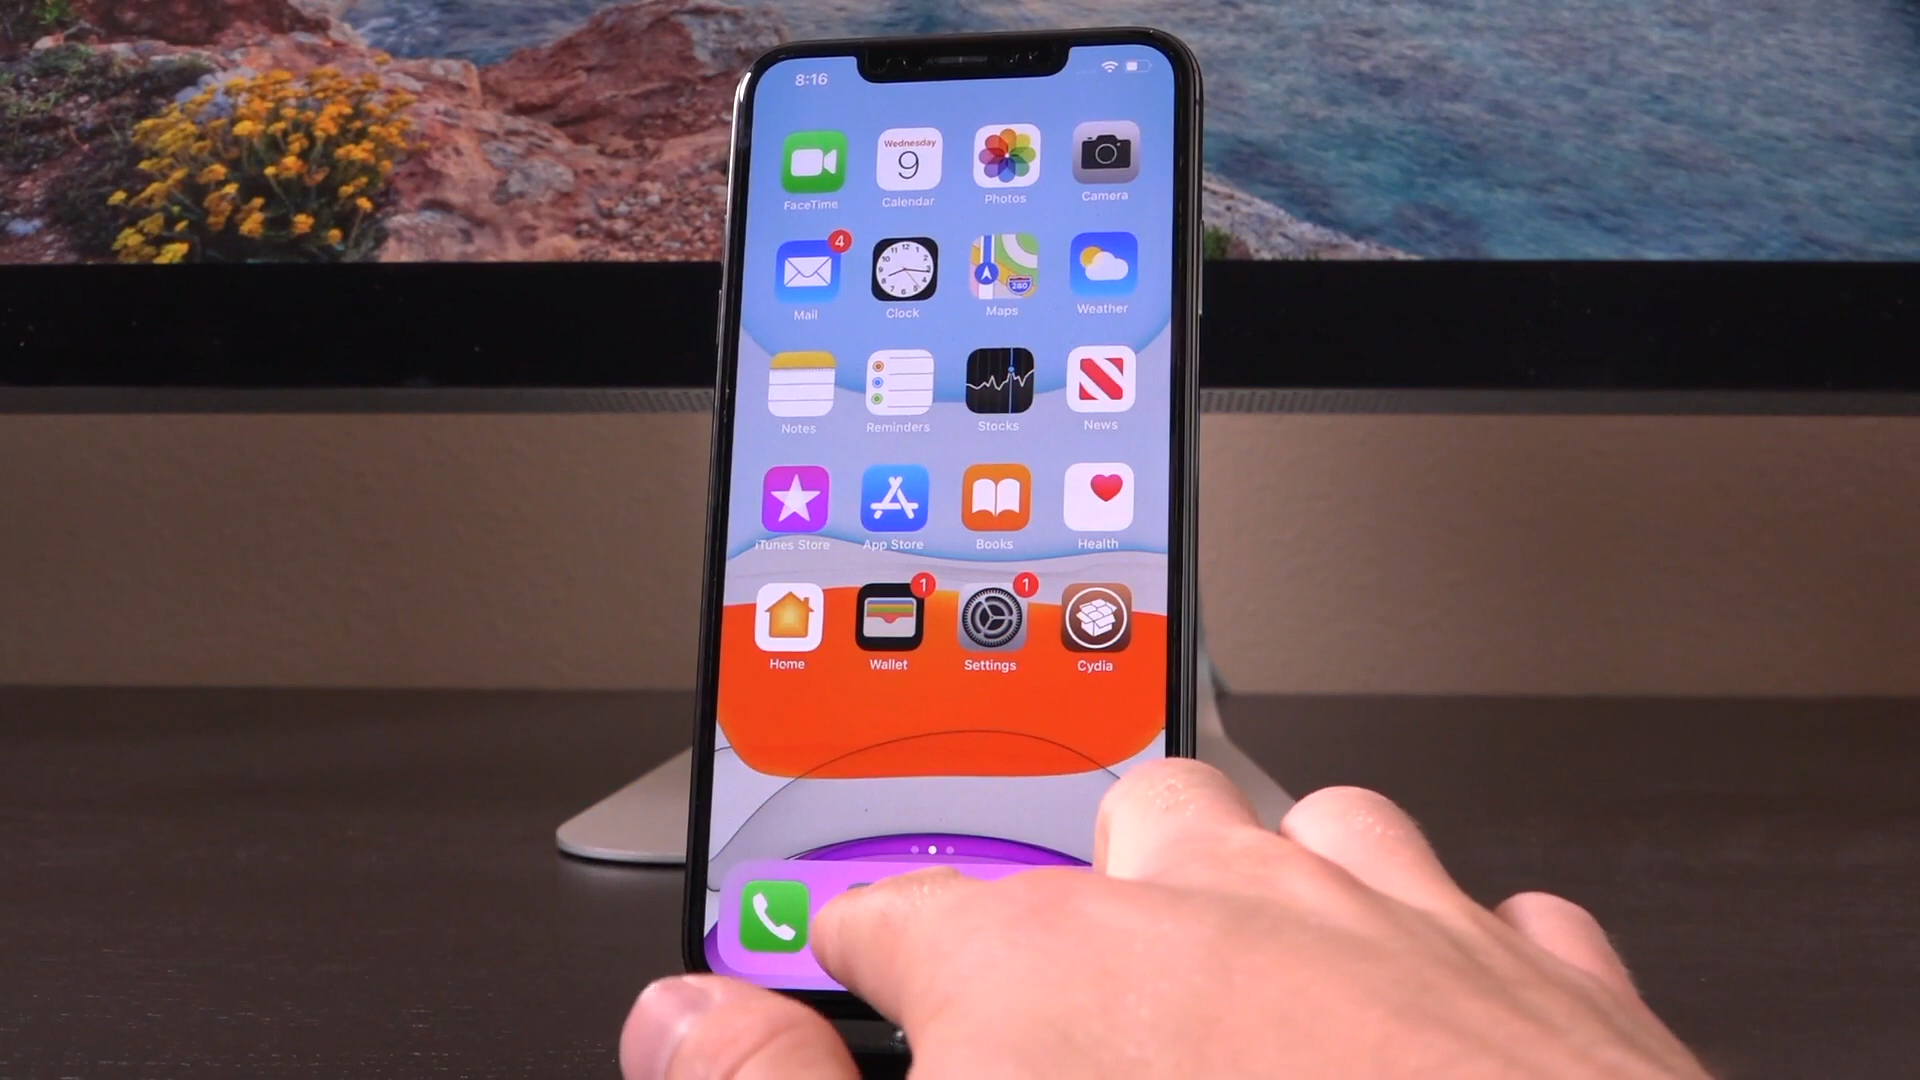 8:16
FaceTime
Wednesday
9
Calendar
Photos
Camera
4
Mail
Clock
280
Maps
Weather
Notes
Reminders
Stocks
News
iTunes Store
App Store
Books
Health
Home
1
Wallet
1
Settings
Cydia